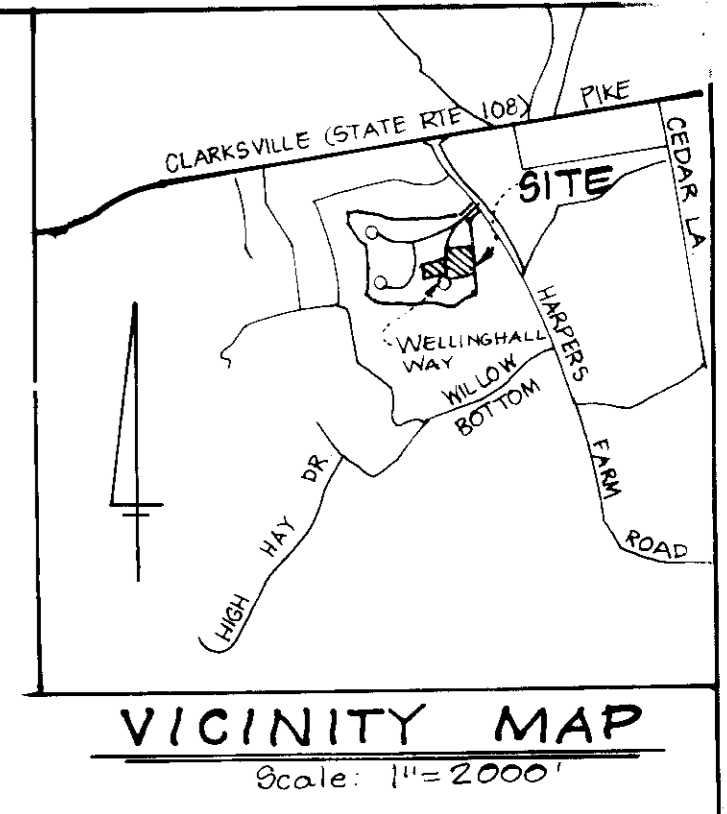 CLARKSVILLE (STATE RTE 108) PIKE
CEDAR LA
SITE
WELLINGHALL
WAY
HARPERS FARM ROAD
WILLOW
BOTTOM
HIGH HAY DR.
VICINITY MAP
Scale: 1"=2000'